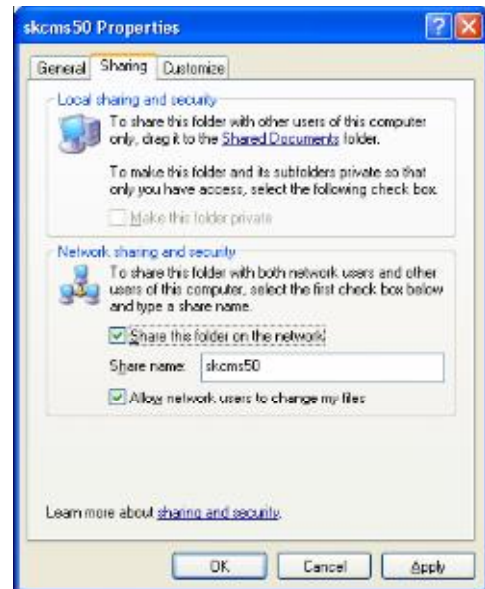 skcms50 Properties
General Sharing Customize
Local sharing and security
To share this folder with other users of this computer
only, drag it to the Shared Documents folder.
To make this folder and its subfolders private so that
only you have access, select the following check box.
Make this folder private
Network sharing and security
To share this folder with both network users and other
users of this computer, select the first check box below
and type a share name.
Share this folder on the network
Share name: skcms50
Allow network users to change my files
Learn more about sharing and security.
OK Cancel Apply